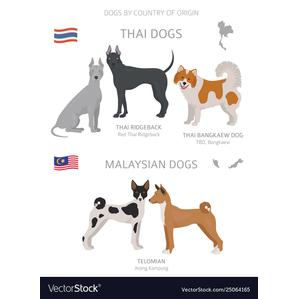 DOGS BY COUNTRY OF ORIGIN
THAI DOGS
THAI RIDGEBACK
Red Thai Ridgeback
THAI BANGKAEW DOG
TBD, Bangkaew
MALAYSIAN DOGS
TELOMIAN
Anjing Kampung
VectorStock®
VectorStock.com/25064165